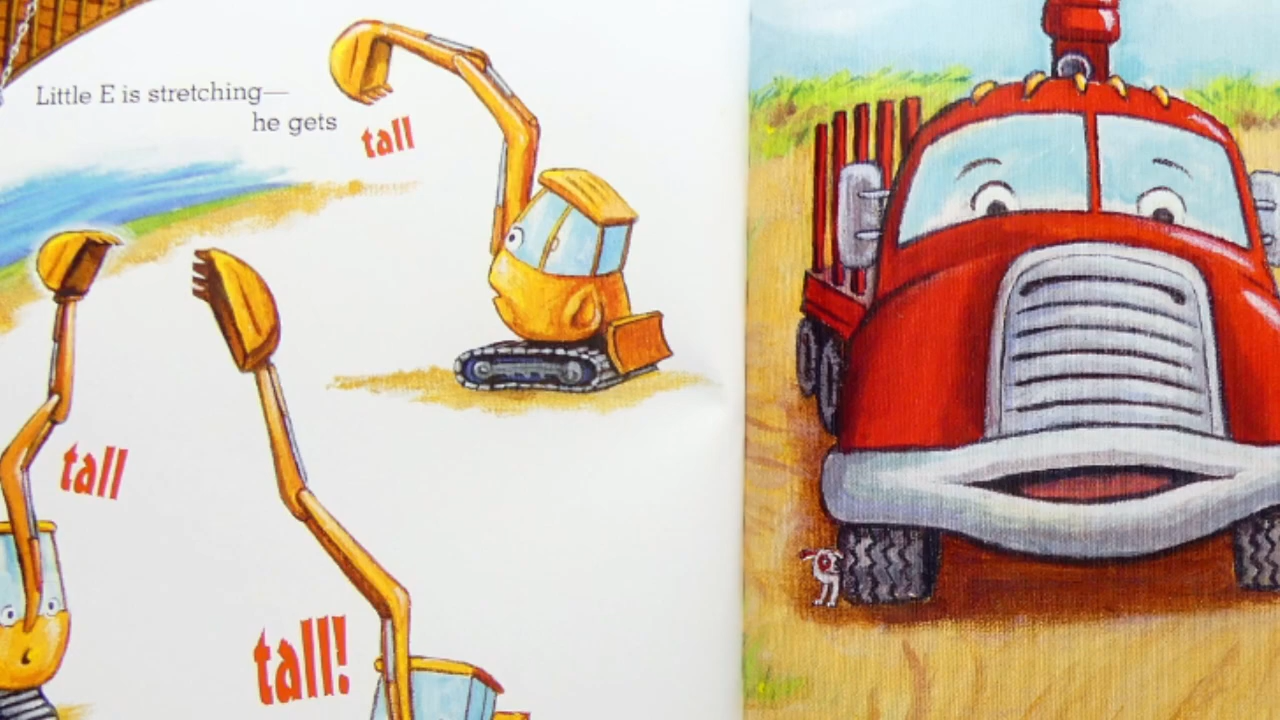 Little E is stretching—
he gets
tall
tall
tall!